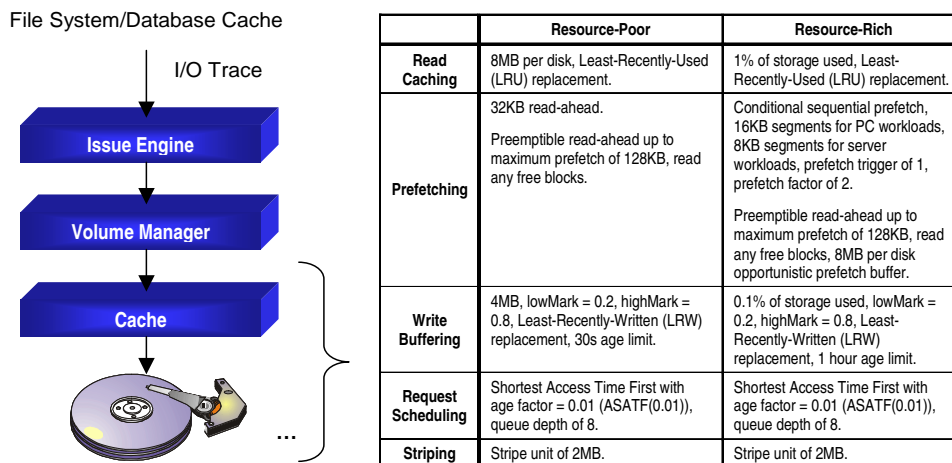 File System/Database Cache
I/O Trace
Issue Engine
Volume Manager
Cache
...
Resource-Poor
Resource-Rich
Read
Caching
8MB per disk, Least-Recently-Used
(LRU) replacement.
1% of storage used, Least-
Recently-Used (LRU) replacement.
Prefetching
32KB read-ahead.
Preemptible read-ahead up to
maximum prefetch of 128KB, read
any free blocks.
Conditional sequential prefetch,
16KB segments for PC workloads,
8KB segments for server
workloads, prefetch trigger of 1,
prefetch factor of 2.
Preemptible read-ahead up to
maximum prefetch of 128KB, read
any free blocks, 8MB per disk
opportunistic prefetch buffer.
Write
Buffering
4MB, lowMark = 0.2, highMark =
0.8, Least-Recently-Written (LRW)
replacement, 30s age limit.
0.1% of storage used, lowMark =
0.2, highMark = 0.8, Least-
Recently-Written (LRW)
replacement, 1 hour age limit.
Request
Scheduling
Shortest Access Time First with
age factor = 0.01 (ASATF(0.01)),
queue depth of 8.
Shortest Access Time First with
age factor = 0.01 (ASATF(0.01)),
queue depth of 8.
Striping
Stripe unit of 2MB.
Stripe unit of 2MB.